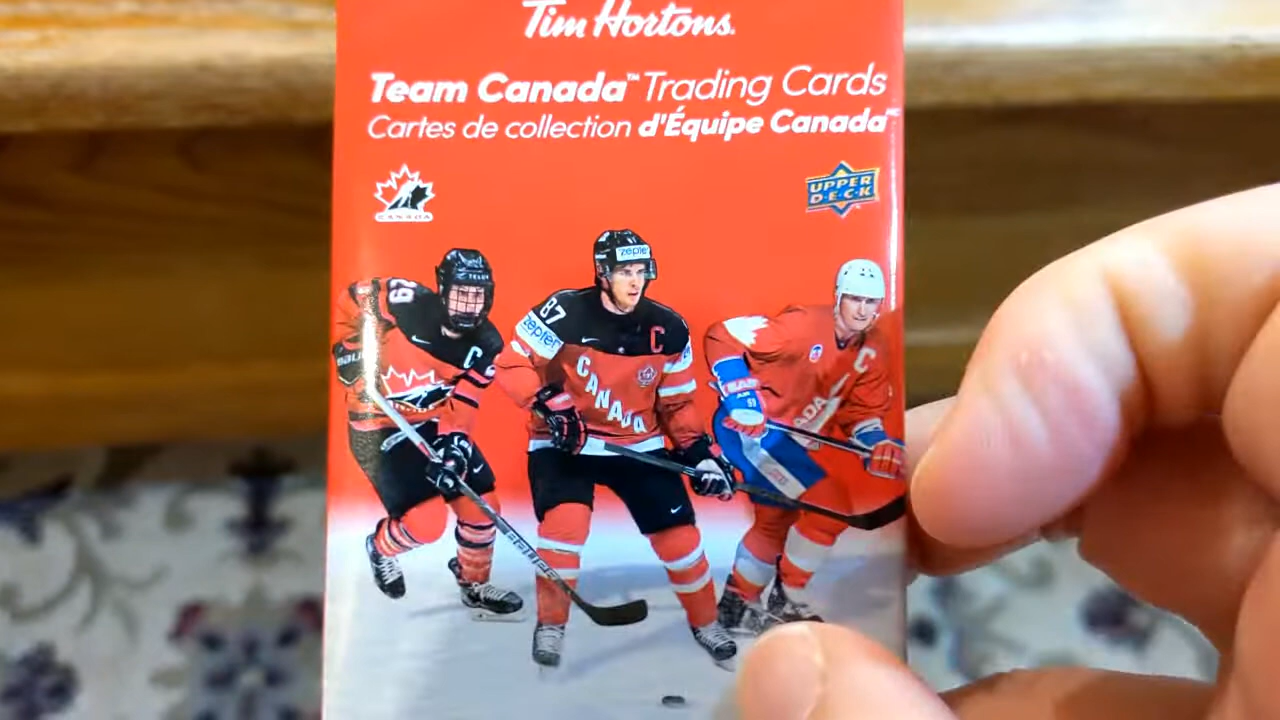 Tim Hortons.
Team Canada™ Trading Cards
Cartes de collection d'Équipe Canada™
CANADA
UPPER
DECK
zepter
29
TELUS
87
C
zepter
C
C
CANADA